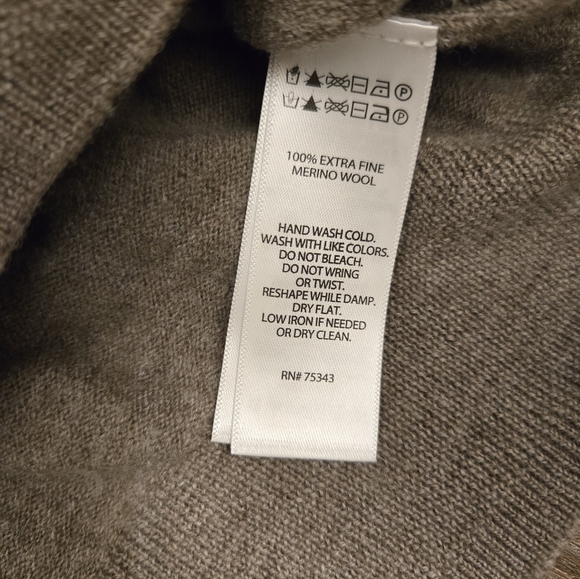 P
P
100% EXTRA FINE
MERINO WOOL
HAND WASH COLD.
WASH WITH LIKE COLORS.
DO NOT BLEACH.
DO NOT WRING
OR TWIST.
RESHAPE WHILE DAMP.
DRY FLAT.
LOW IRON IF NEEDED
OR DRY CLEAN.
RN# 75343